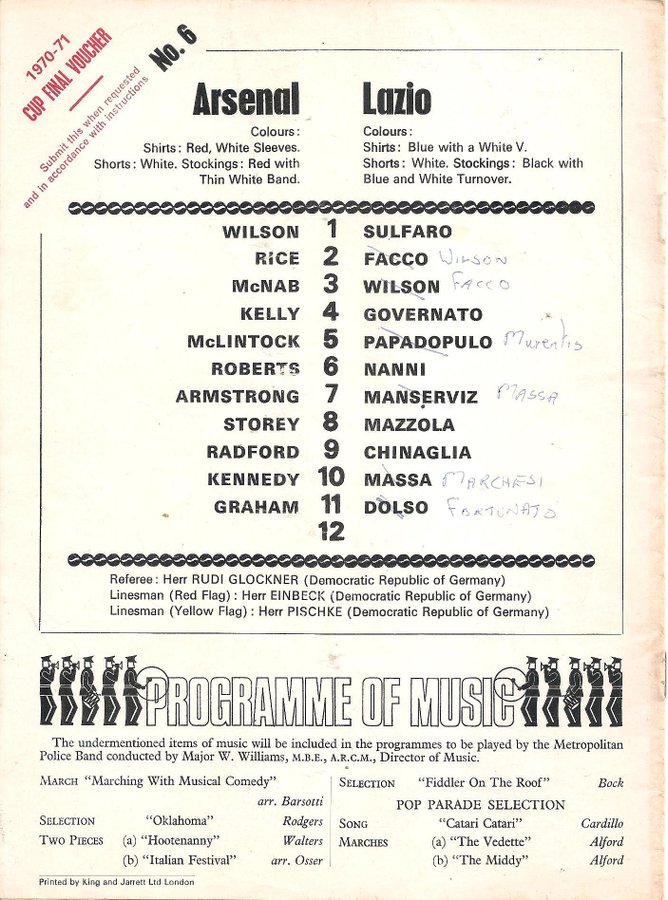 1970-71
CUP FINAL VOUCHER
No. 6
Submit this when requested
and in accordance with instructions
Arsenal Lazio
Colours: Colours:
Shirts: Red, White Sleeves. Shirts: Blue with a White V.
Shorts: White. Stockings: Red with Shorts: White. Stockings: Black with
Thin White Band. Blue and White Turnover.
WILSON 1 SULFARO
RICE 2 FACCO WILSON
McNAB 3 WILSON FACCO
KELLY 4 GOVERNATO
McLINTOCK 5 PAPADOPULO
ROBERTS 6 NANNI
ARMSTRONG 7 MANSERVIZ MASSA
STOREY 8 MAZZOLA
RADFORD 9 CHINAGLIA
KENNEDY 10 MASSA MARCHESI
GRAHAM 11 DOLSO FORTUNATO
12
Referee: Herr RUDI GLOCKNER (Democratic Republic of Germany)
Linesman (Red Flag): Herr EINBECK (Democratic Republic of Germany)
Linesman (Yellow Flag): Herr PISCHKE (Democratic Republic of Germany)
PROGRAMME OF MUSIC
The undermentioned items of music will be included in the programmes to be played by the Metropolitan
Police Band conducted by Major W. Williams, M.B.E., A.R.C.M., Director of Music.
MARCH "Marching With Musical Comedy"
arr. Barsotti
SELECTION "Oklahoma" Rodgers
TWO PIECES (a) "Hootenanny" Walters
(b) "Italian Festival" arr. Osser
SELECTION "Fiddler On The Roof" Bock
POP PARADE SELECTION
SONG "Catari Catari" Cardillo
MARCHES (a) "The Vedette" Alford
(b) "The Middy" Alford
Printed by King and Jarrett Ltd London